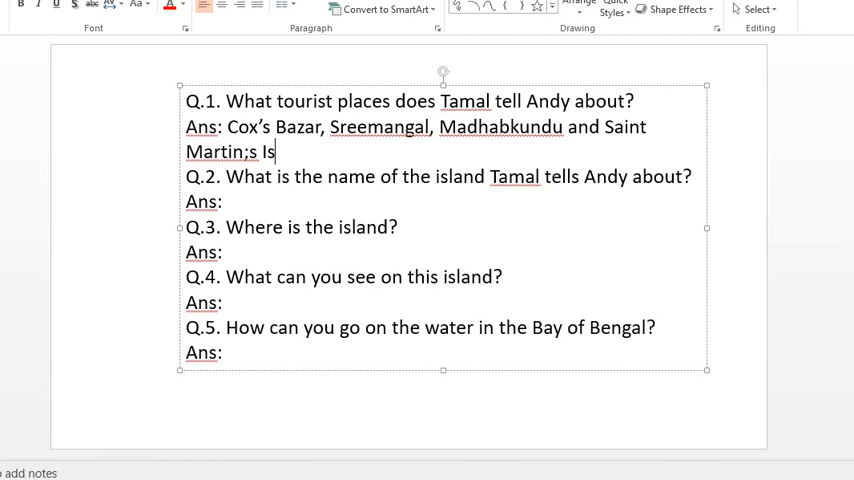 B I U S abc AV Aa A
Convert to SmartArt
Arrange Quick
Styles
Shape Effects
Select
Font Paragraph Drawing Editing
Q.1. What tourist places does Tamal tell Andy about?
Ans: Cox’s Bazar, Sreemangal, Madhabkundu and Saint
Martin;s Is
Q.2. What is the name of the island Tamal tells Andy about?
Ans:
Q.3. Where is the island?
Ans:
Q.4. What can you see on this island?
Ans:
Q.5. How can you go on the water in the Bay of Bengal?
Ans:
o add notes